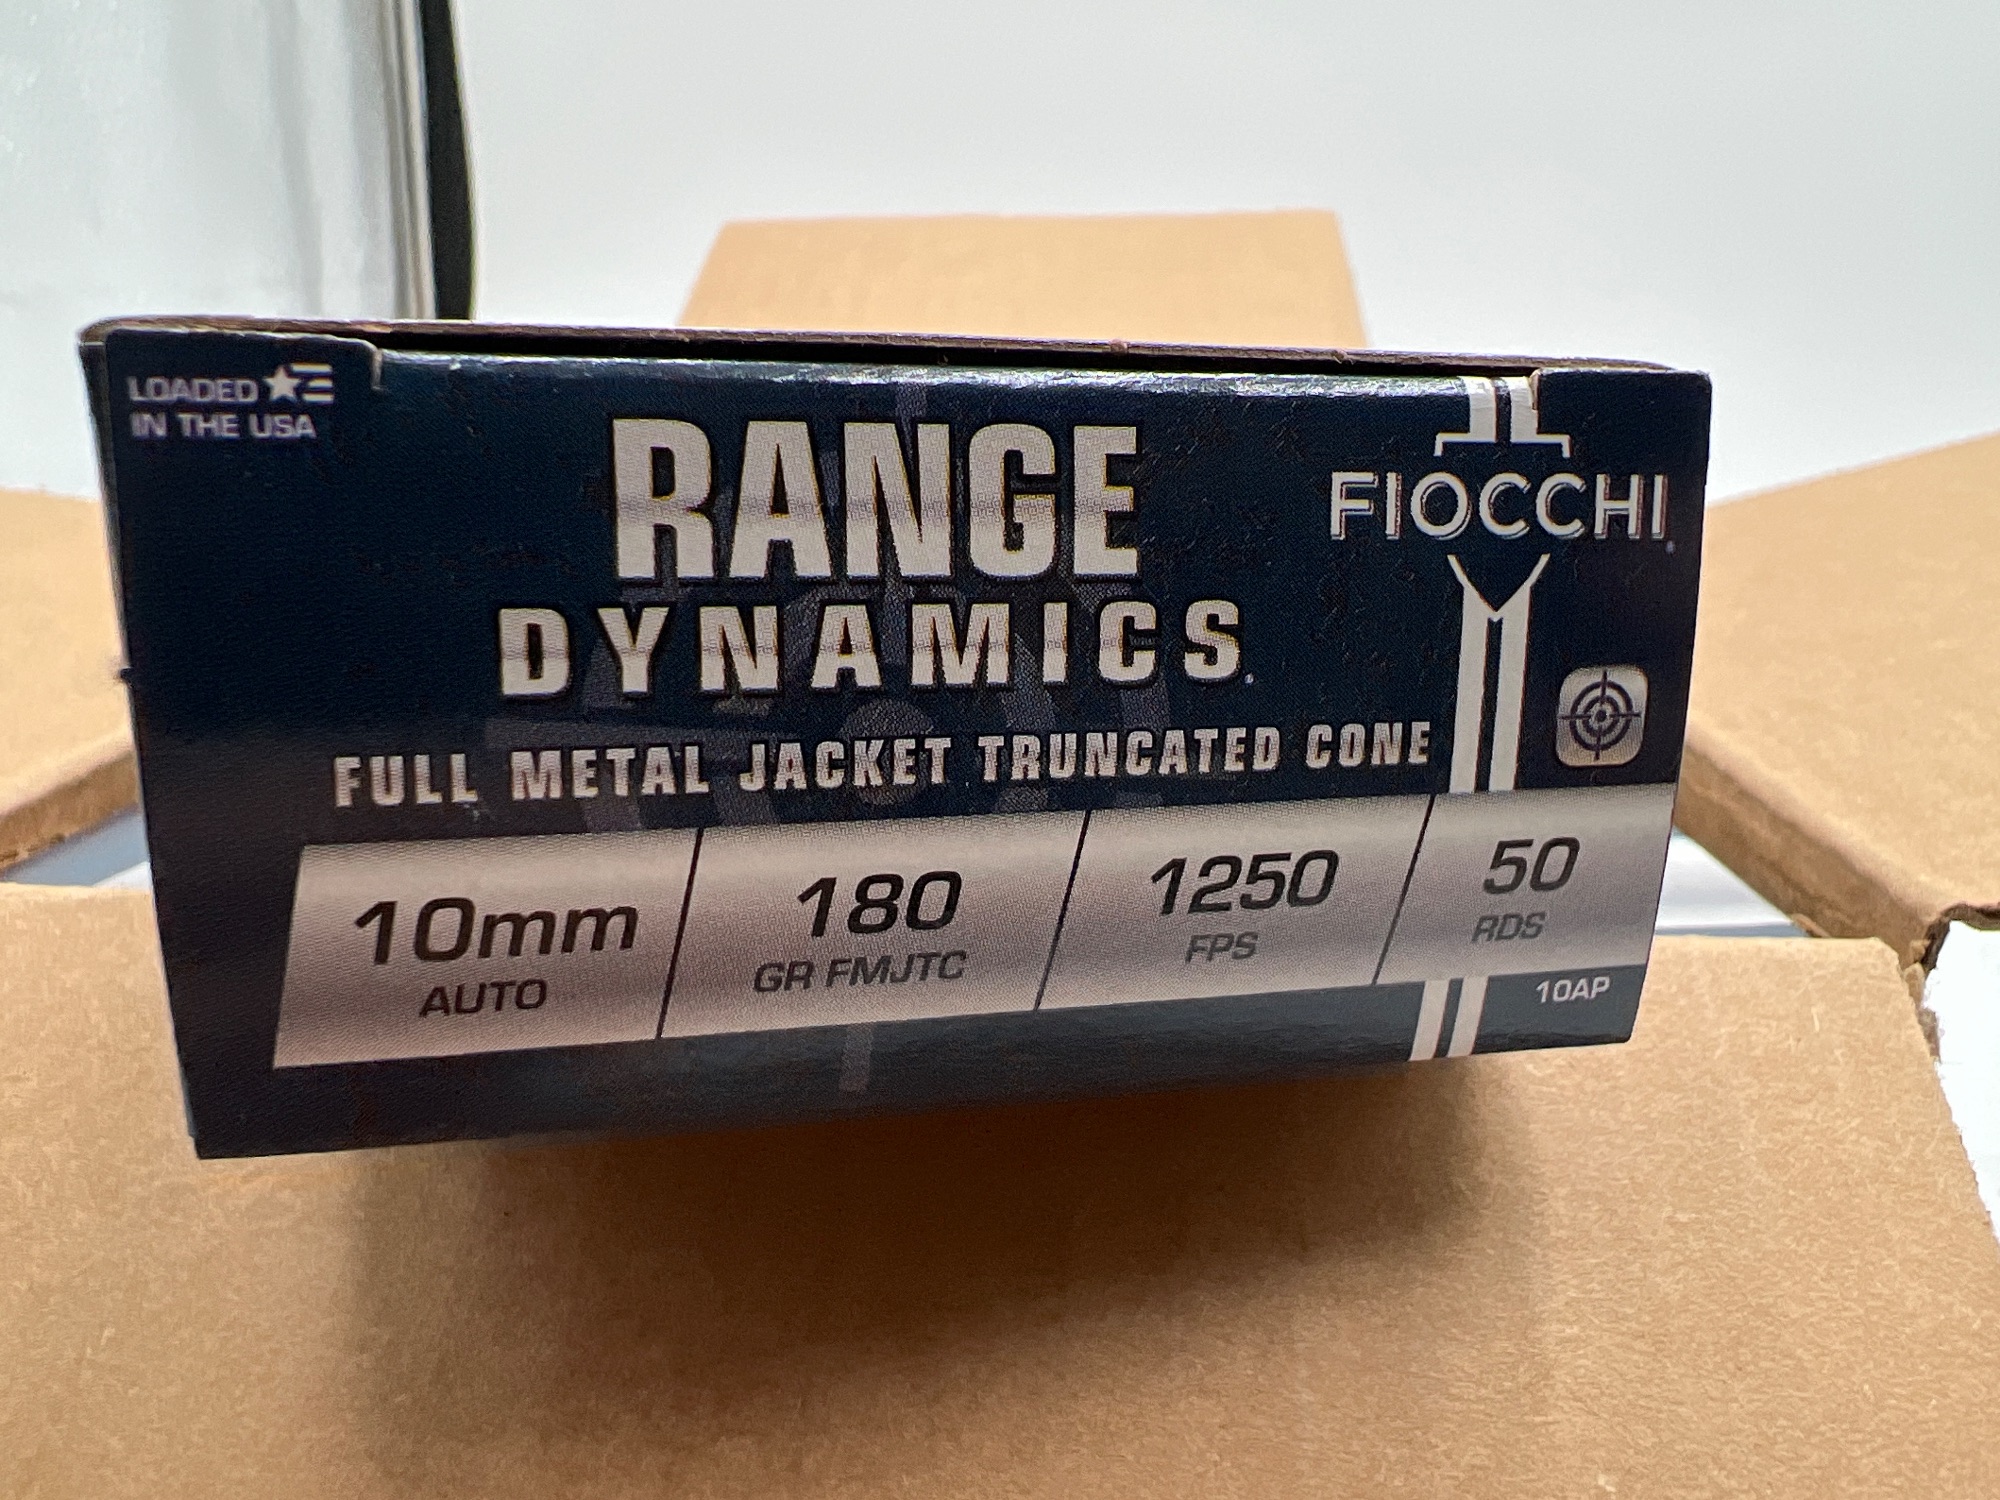 LOADED
IN THE USA
RANGE
DYNAMICS
FULL METAL JACKET TRUNCATED CONE
FIOCCHI
10mm
AUTO
180
GR FMJTC
1250
FPS
50
RDS
10AP